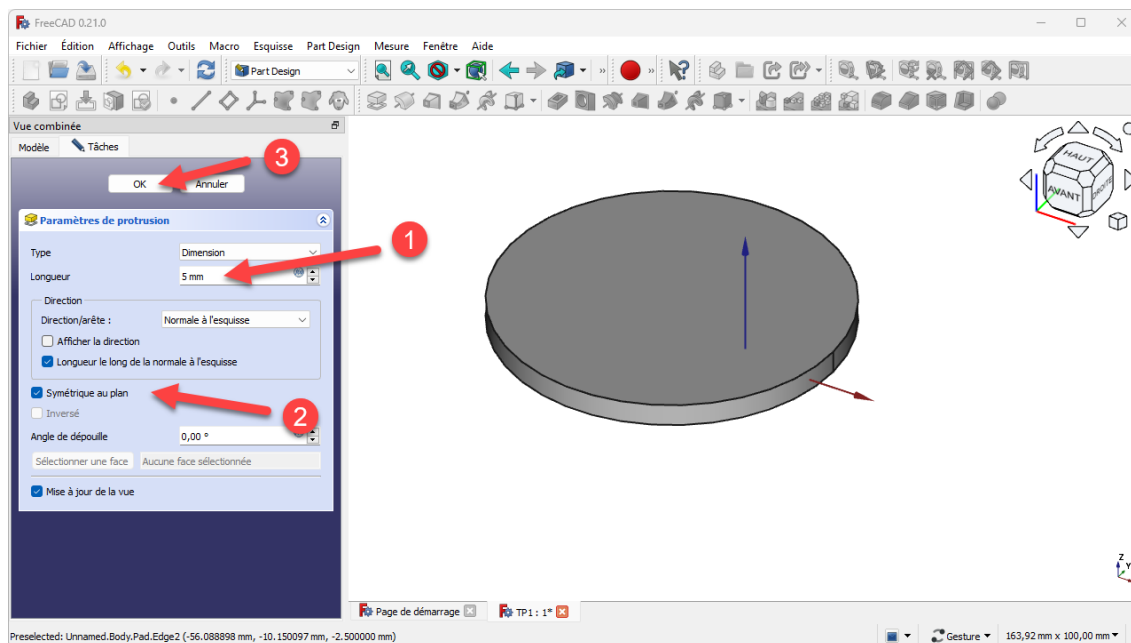 FreeCAD 0.21.0
Fichier Édition Affichage Outils Macro Esquisse Part Design Mesure Fenêtre Aide
Part Design
Vue combinée
Modèle Tâches
3
OK Annuler
Paramètres de protrusion
Type Dimension
1
Longueur 5 mm
Direction
Direction/arête : Normale à l'esquisse
Afficher la direction
Longueur le long de la normale à l'esquisse
Symétrique au plan
2
Inversé
Angle de dépouille 0,00 °
Sélectionner une face Aucune face sélectionnée
Mise à jour de la vue
HAUT
AVANT
DROITE
Z
Y
Page de démarrage TP1 : 1*
Preselected: Unnamed.Body.Pad.Edge2 (-56.088898 mm, -10.150097 mm, -2.500000 mm) Gesture 163,92 mm x 100,00 mm